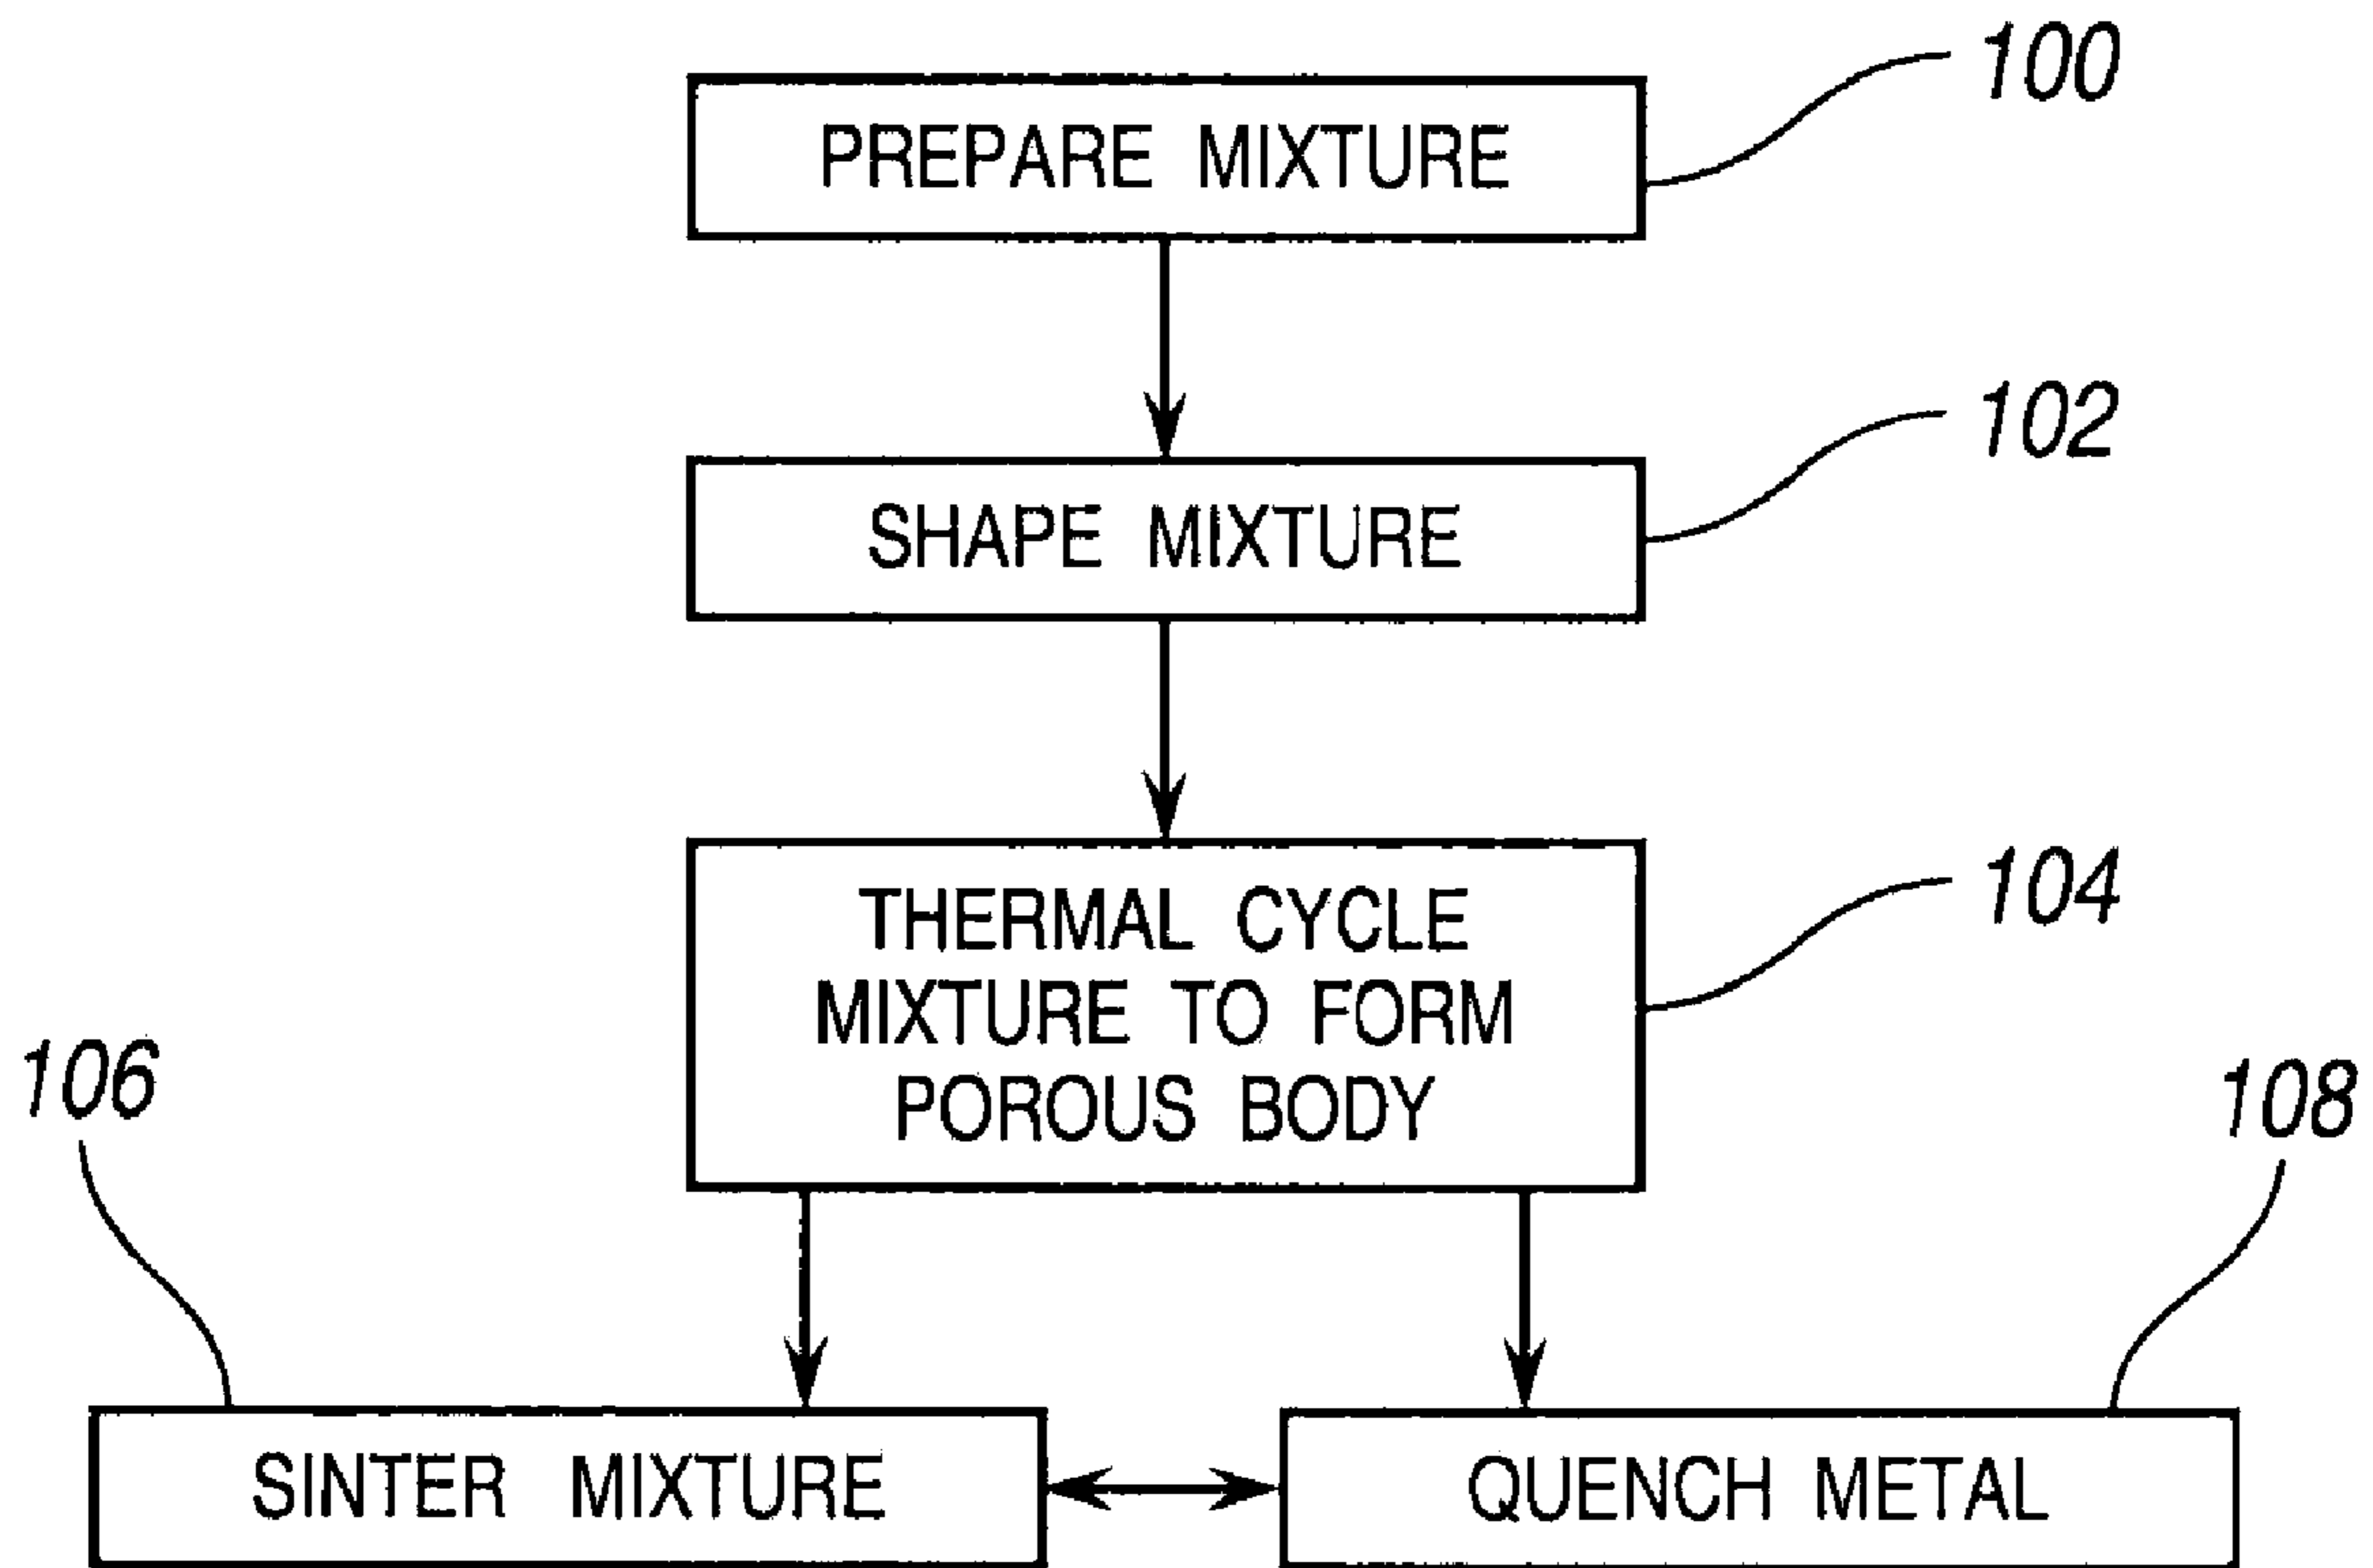 100
PREPARE MIXTURE
102
SHAPE MIXTURE
104
THERMAL CYCLE
MIXTURE TO FORM
POROUS BODY
106
108
SINTER MIXTURE
QUENCH METAL